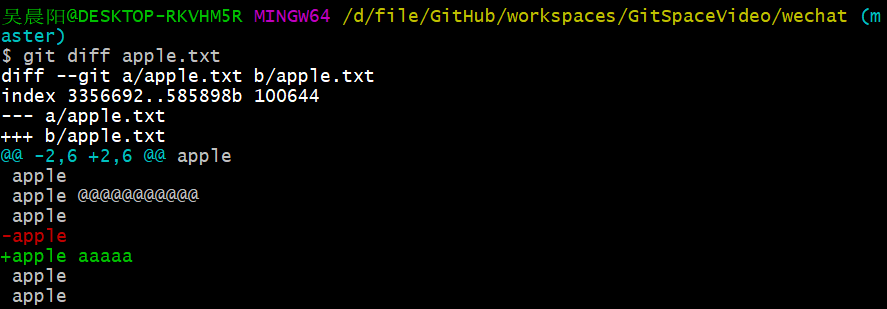 吴晨阳@DESKTOP-RKVHM5R MINGW64 /d/file/GitHub/workspaces/GitSpaceVideo/wechat (m
aster)
$ git diff apple.txt
diff --git a/apple.txt b/apple.txt
index 3356692..585898b 100644
--- a/apple.txt
+++ b/apple.txt
@@ -2,6 +2,6 @@ apple
 apple
 apple @@@@@@@@@@@
 apple
-apple
+apple aaaaa
 apple
 apple